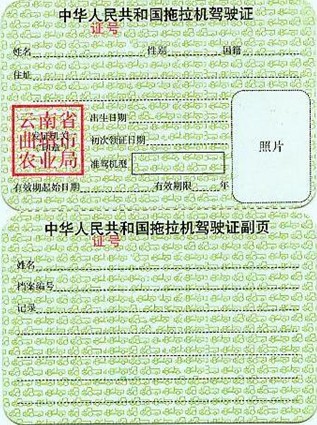 中华人民共和国拖拉机驾驶证
证号
姓名 性别 国籍
住址
云南省
曲靖市
农业局
出生日期
初次领证日期
准驾机型
照片
有效期起始日期 有效期限 年
中华人民共和国拖拉机驾驶证副页
证号
姓名
档案编号
记录